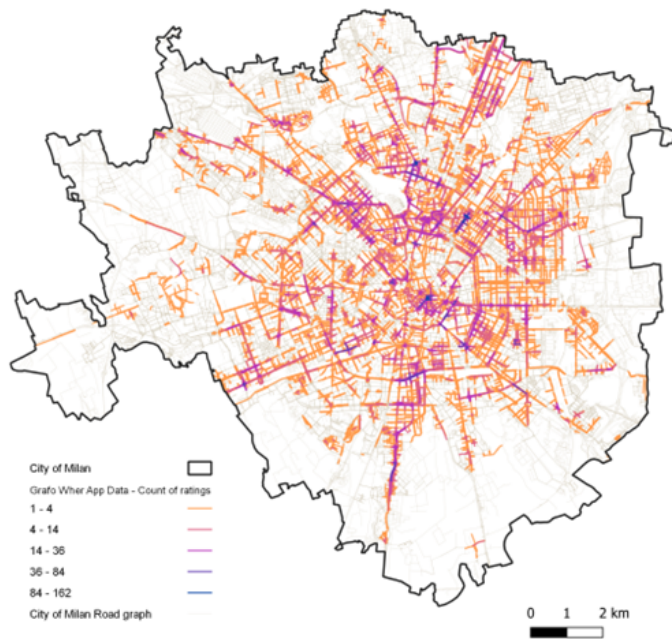 City of Milan
Grafo Wher App Data - Count of ratings
1 - 4
4 - 14
14 - 36
36 - 84
84 - 162
City of Milan Road graph
0 1 2 km